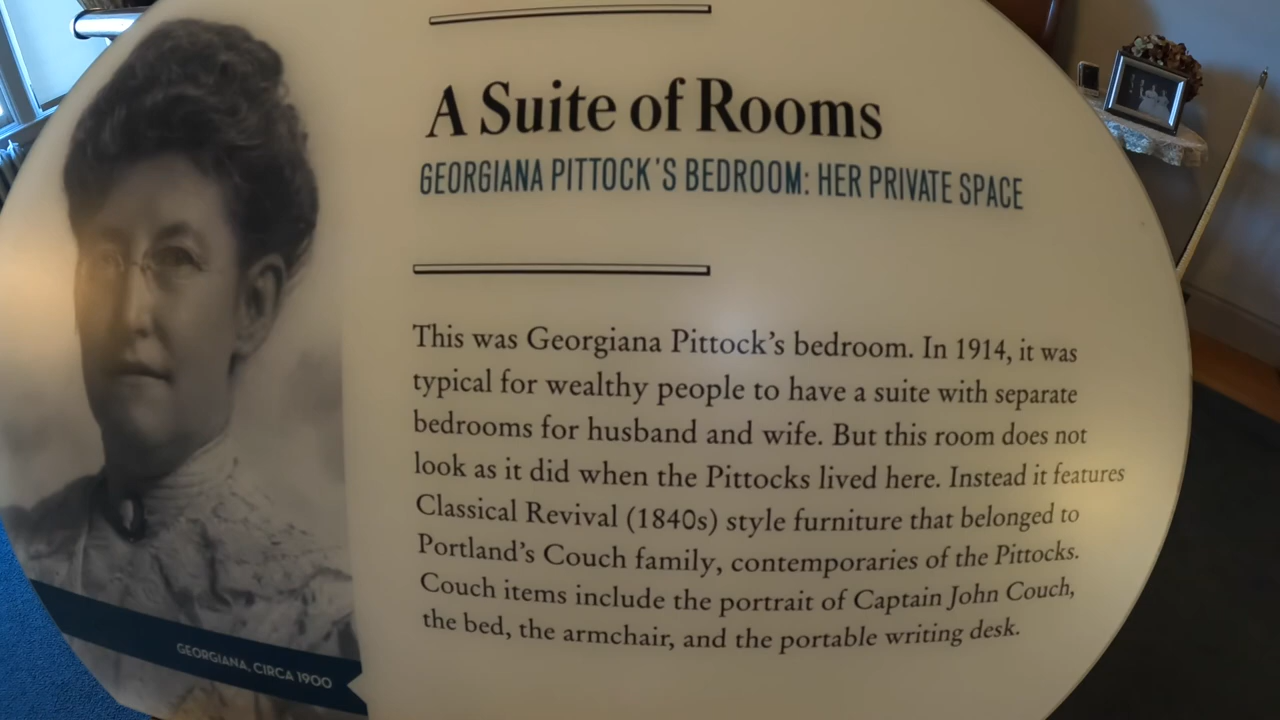 A Suite of Rooms
GEORGIANA PITTOCK'S BEDROOM: HER PRIVATE SPACE
This was Georgiana Pittock's bedroom. In 1914, it was
typical for wealthy people to have a suite with separate
bedrooms for husband and wife. But this room does not
look as it did when the Pittocks lived here. Instead it features
Classical Revival (1840s) style furniture that belonged to
Portland's Couch family, contemporaries of the Pittocks.
Couch items include the portrait of Captain John Couch,
the bed, the armchair, and the portable writing desk.
GEORGIANA, CIRCA 1900